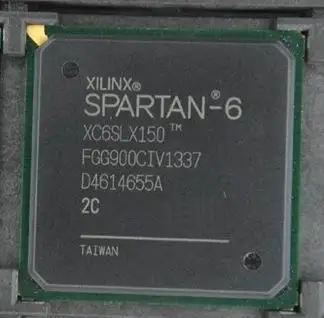 XILINX®
SPARTAN®-6
XC6SLX150™
FGG900CIV1337
D4614655A
2C
TAIWAN